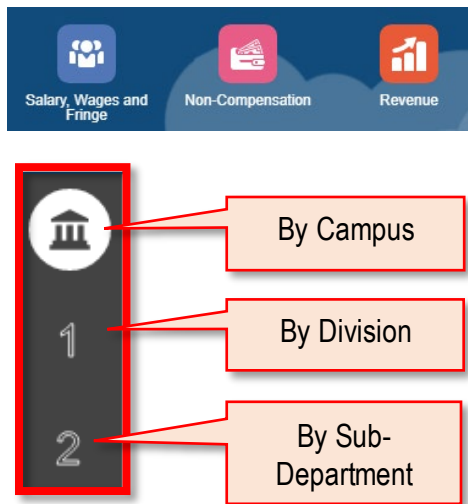 Salary, Wages and
Fringe
Non-Compensation
Revenue
By Campus
1
By Division
2
By Sub-
Department